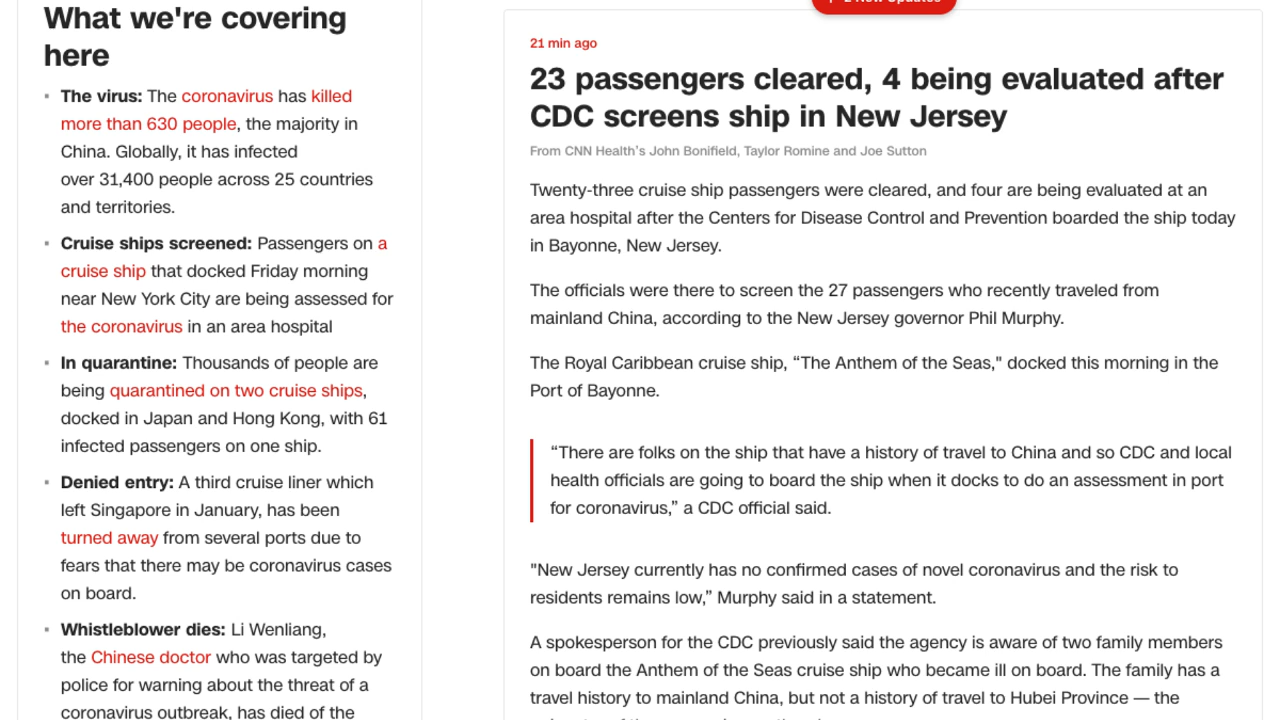 What we're covering
here
The virus: The coronavirus has killed
more than 630 people, the majority in
China. Globally, it has infected
over 31,400 people across 25 countries
and territories.
Cruise ships screened: Passengers on a
cruise ship that docked Friday morning
near New York City are being assessed for
the coronavirus in an area hospital
In quarantine: Thousands of people are
being quarantined on two cruise ships,
docked in Japan and Hong Kong, with 61
infected passengers on one ship.
Denied entry: A third cruise liner which
left Singapore in January, has been
turned away from several ports due to
fears that there may be coronavirus cases
on board.
Whistleblower dies: Li Wenliang,
the Chinese doctor who was targeted by
police for warning about the threat of a
coronavirus outbreak, has died of the
2 New Updates
21 min ago
23 passengers cleared, 4 being evaluated after
CDC screens ship in New Jersey
From CNN Health's John Bonifield, Taylor Romine and Joe Sutton
Twenty-three cruise ship passengers were cleared, and four are being evaluated at an
area hospital after the Centers for Disease Control and Prevention boarded the ship today
in Bayonne, New Jersey.
The officials were there to screen the 27 passengers who recently traveled from
mainland China, according to the New Jersey governor Phil Murphy.
The Royal Caribbean cruise ship, “The Anthem of the Seas," docked this morning in the
Port of Bayonne.
“There are folks on the ship that have a history of travel to China and so CDC and local
health officials are going to board the ship when it docks to do an assessment in port
for coronavirus,” a CDC official said.
"New Jersey currently has no confirmed cases of novel coronavirus and the risk to
residents remains low,” Murphy said in a statement.
A spokesperson for the CDC previously said the agency is aware of two family members
on board the Anthem of the Seas cruise ship who became ill on board. The family has a
travel history to mainland China, but not a history of travel to Hubei Province — the